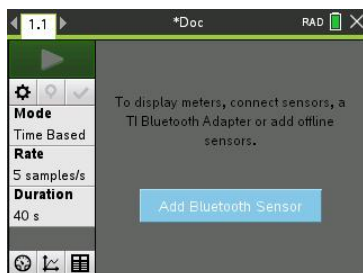 1.1 *Doc RAD
Mode
Time Based
Rate
5 samples/s
Duration
40 s
To display meters, connect sensors, a
TI Bluetooth Adapter or add offline
sensors.
Add Bluetooth Sensor